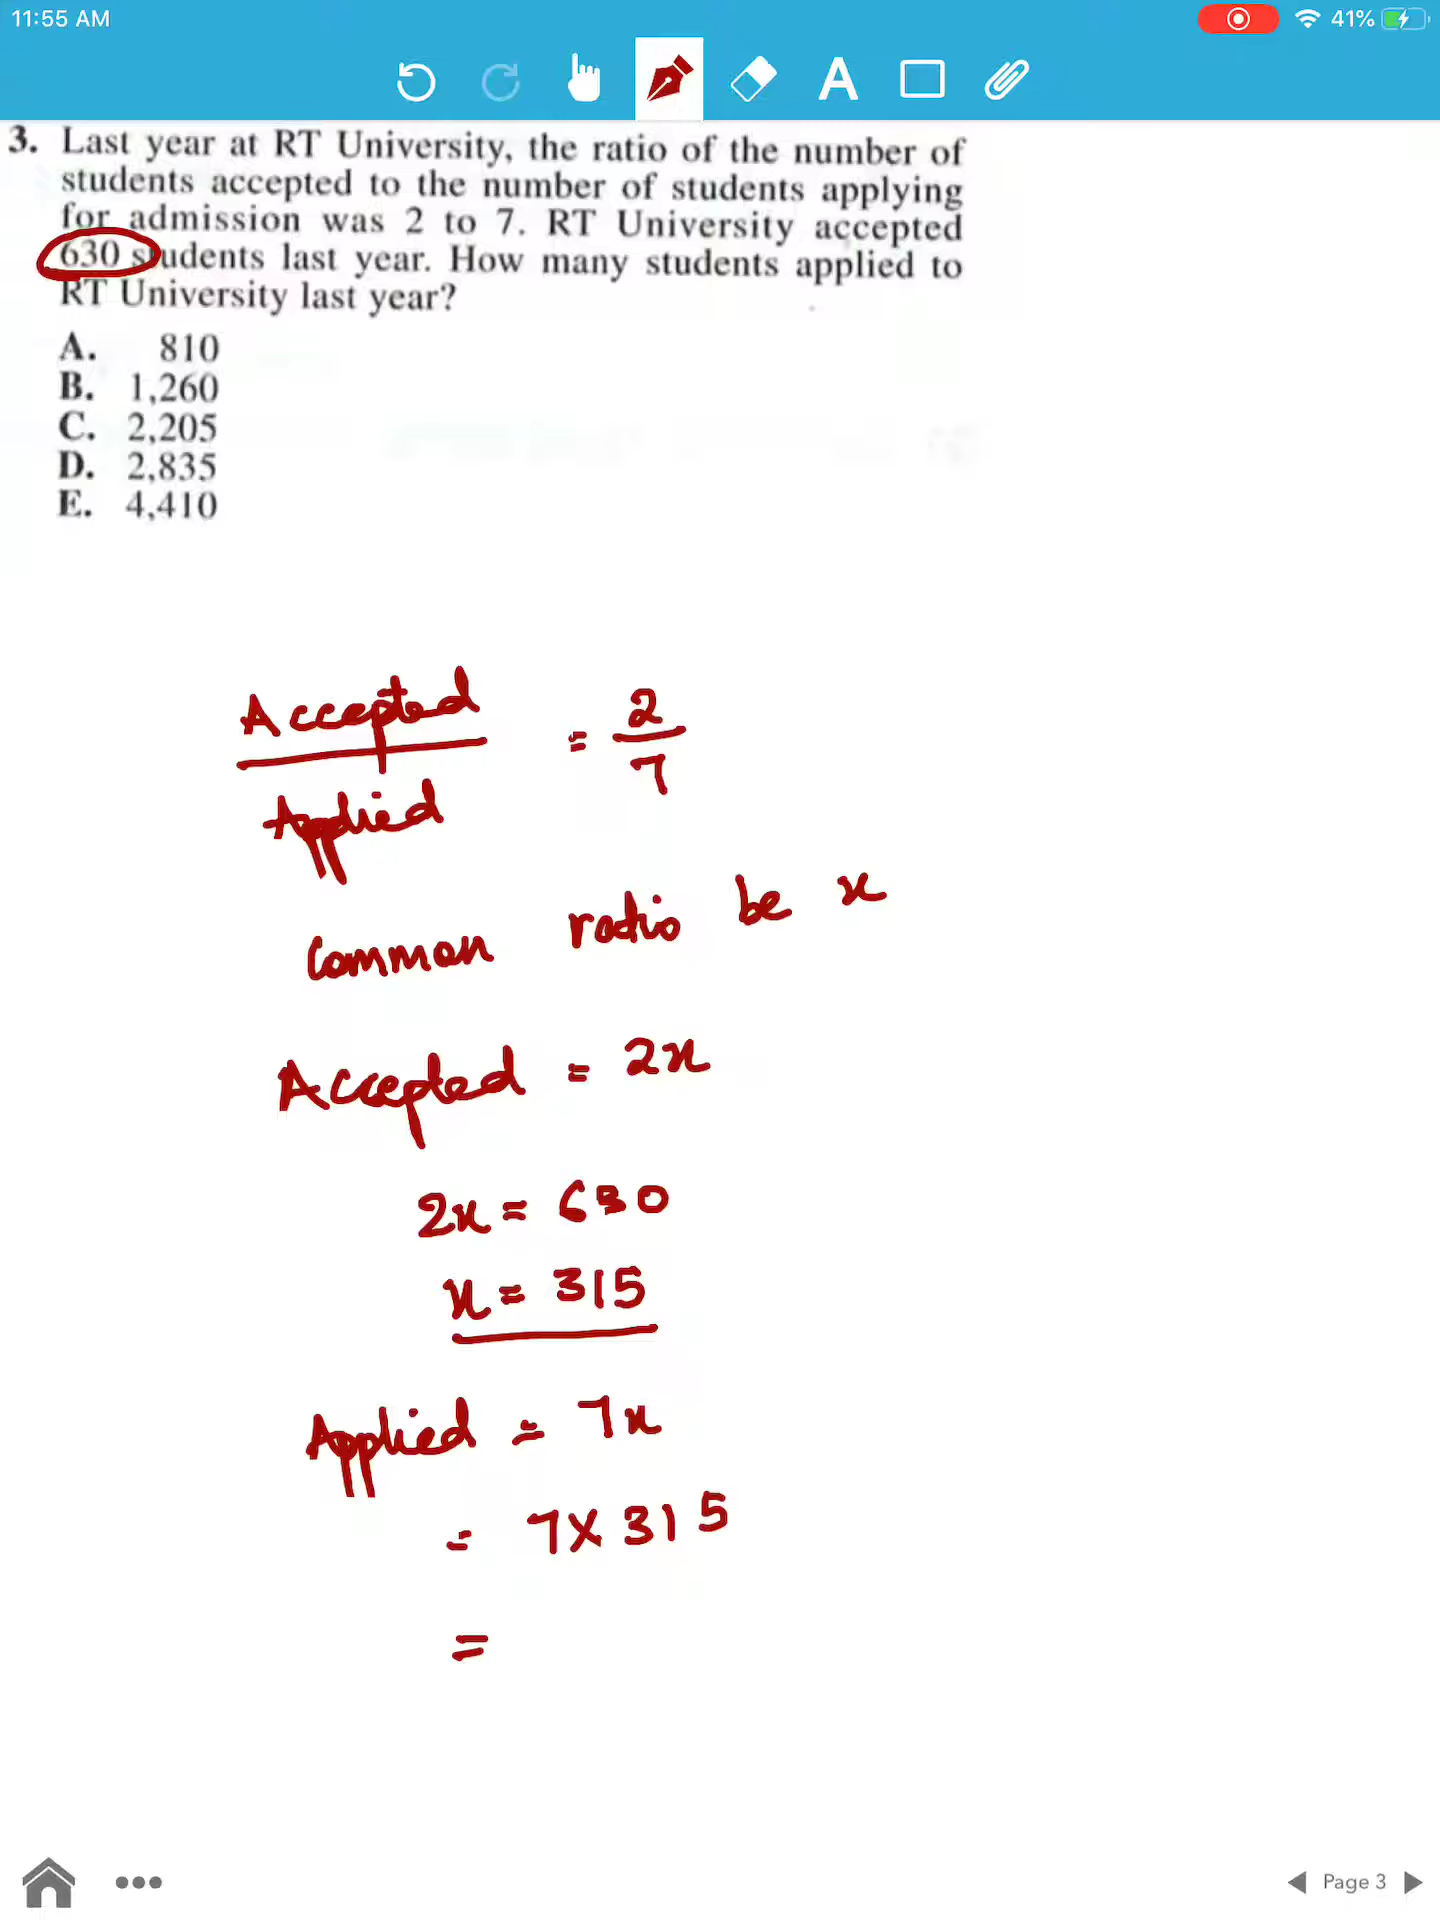 11:55 AM
41%
A
3. Last year at RT University, the ratio of the number of
students accepted to the number of students applying
for admission was 2 to 7. RT University accepted
630 students last year. How many students applied to
RT University last year?
A. 810
B. 1,260
C. 2,205
D. 2,835
E. 4,410
Accepted
= 2
7
Applied
Common ratio be x
Accepted = 2x
2x = 630
x = 315
Applied = 7x
= 7 X 315
=
Page 3